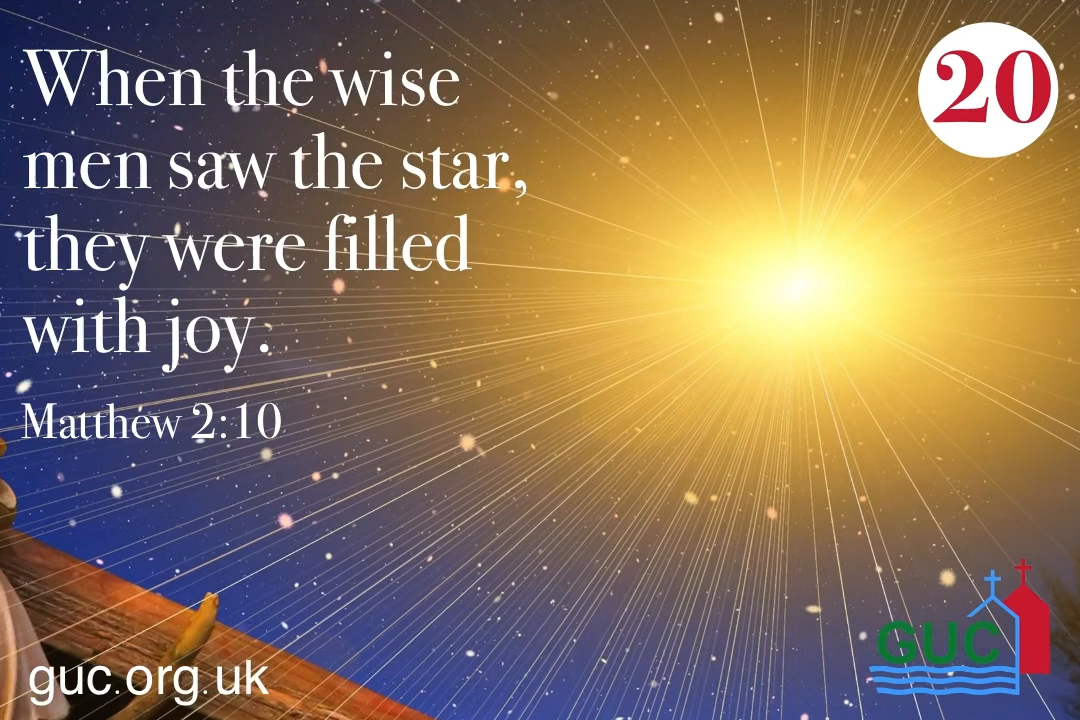 When the wise
men saw the star,
they were filled
with joy.
Matthew 2:10
20
guc.org.uk
GUC